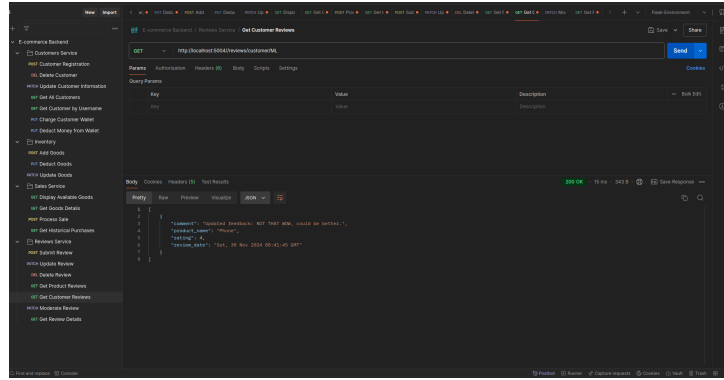 New Import
POST Add
Flask-Environment
E-commerce Backend / Reviews Service / Get Customer Reviews
Save
Share
E-commerce Backend
GET
http://localhost:5004/reviews/customer/ML
Send
Customers Service
POST Customer Registration
DEL Delete Customer
PATCH Update Customer Information
GET Get All Customers
GET Get Customer by Username
PUT Charge Customer Wallet
PUT Deduct Money from Wallet
Inventory
POST Add Goods
PUT Deduct Goods
PATCH Update Goods
Sales Service
GET Display Available Goods
GET Get Goods Details
POST Process Sale
GET Get Historical Purchases
Reviews Service
POST Submit Review
PATCH Update Review
DEL Delete Review
GET Get Product Reviews
GET Get Customer Reviews
PATCH Moderate Review
GET Get Review Details
Params Authorization Headers (6) Body Scripts Settings
Cookies
Query Params
Key Value Description
Bulk Edit
Key Value Description
Body Cookies Headers (5) Test Results
200 OK 15 ms 343 B
Save Response
Pretty Raw Preview Visualize JSON
1 [
2 {
3 "comment": "Updated feedback: NOT THAT WOW, could be better.",
4 "product_name": "Phone",
5 "rating": 4,
6 "review_date": "Sat, 30 Nov 2024 08:41:45 GMT"
7 }
8 ]
Find and replace Console
Postbot Runner Capture requests Cookies Vault Trash